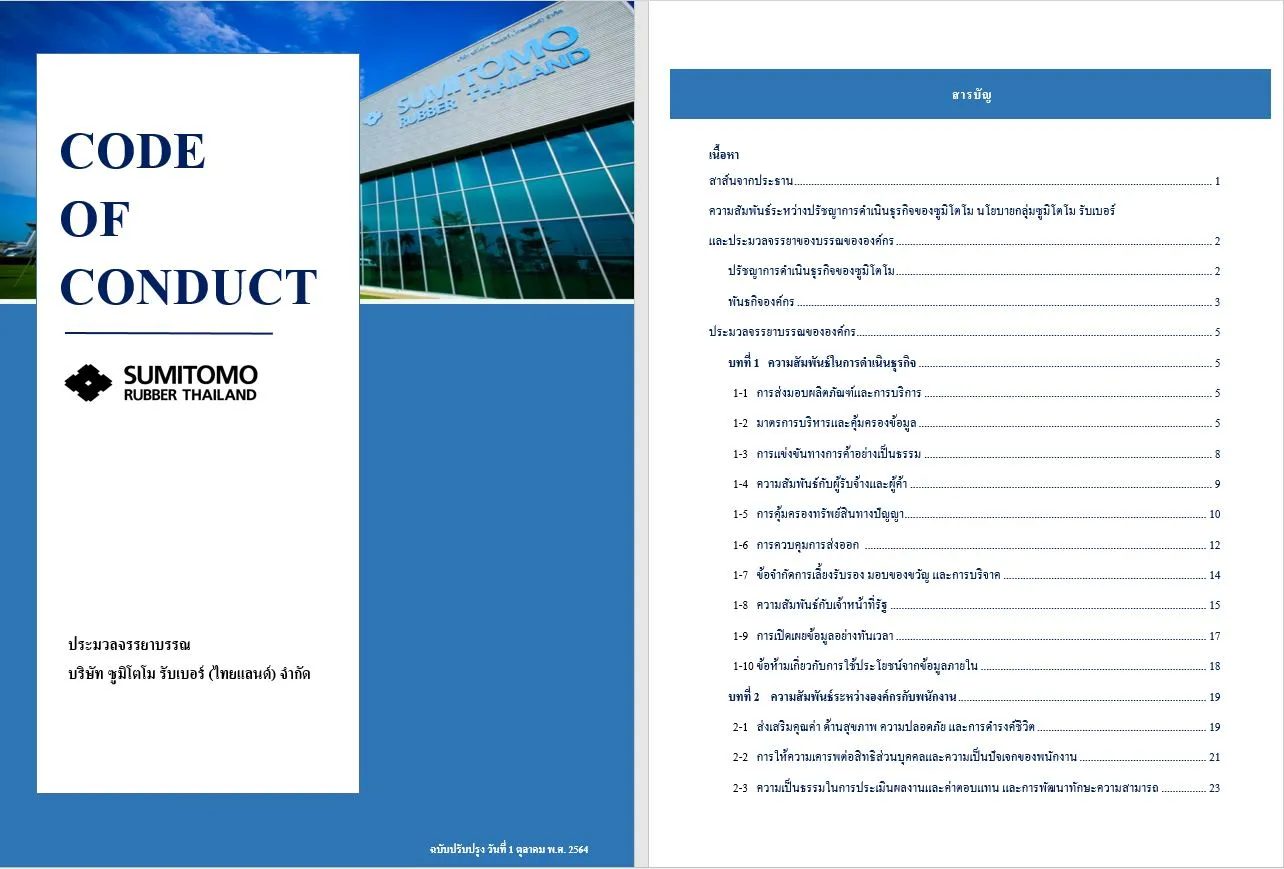 บริษัท ซูมิโตโม รับเบอร์ (ไทยแลนด์) จำกัด
SUMITOMO
RUBBER THAILAND
CODE
OF
CONDUCT
SUMITOMO
RUBBER THAILAND
ประมวลจรรยาบรรณ
บริษัท ซูมิโตโม รับเบอร์ (ไทยแลนด์) จำกัด
ฉบับปรับปรุง วันที่ 1 ตุลาคม พ.ศ. 2564
สารบัญ
เนื้อหา
สาส์นจากประธาน 1
ความสัมพันธ์ระหว่างปรัชญาการดำเนินธุรกิจของซูมิโตโม นโยบายกลุ่มซูมิโตโม รับเบอร์
และประมวลจรรยาของบรรณขององค์กร 2
ปรัชญาการดำเนินธุรกิจของซูมิโตโม 2
พันธกิจองค์กร 3
ประมวลจรรยาบรรณขององค์กร 5
บทที่ 1 ความสัมพันธ์ในการดำเนินธุรกิจ 5
1-1 การส่งมอบผลิตภัณฑ์และการบริการ 5
1-2 มาตรการบริหารและคุ้มครองข้อมูล 5
1-3 การแข่งขันทางการค้าอย่างเป็นธรรม 8
1-4 ความสัมพันธ์กับผู้รับจ้างและผู้ค้า 9
1-5 การคุ้มครองทรัพย์สินทางปัญญา 10
1-6 การควบคุมการส่งออก 12
1-7 ข้อจำกัดการเลี้ยงรับรอง มอบของขวัญ และการบริจาค 14
1-8 ความสัมพันธ์กับเจ้าหน้าที่รัฐ 15
1-9 การเปิดเผยข้อมูลอย่างทันเวลา 17
1-10 ข้อห้ามเกี่ยวกับการใช้ประโยชน์จากข้อมูลภายใน 18
บทที่ 2 ความสัมพันธ์ระหว่างองค์กรกับพนักงาน 19
2-1 ส่งเสริมคุณค่า ด้านสุขภาพ ความปลอดภัย และการดำรงค์ชีวิต 19
2-2 การให้ความเคารพต่อสิทธิส่วนบุคคลและความเป็นปัจเจกของพนักงาน 21
2-3 ความเป็นธรรมในการประเมินผลงานและค่าตอบแทน และการพัฒนาทักษะความสามารถ 23